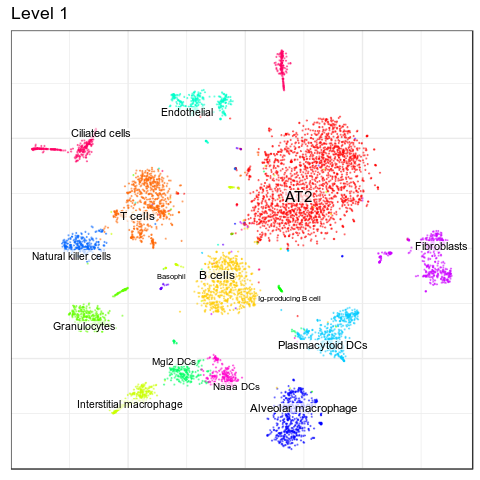 Level 1
Endothelial
Ciliated cells
AT2
T cells
Fibroblasts
Natural killer cells
B cells
Basophil
Ig-producing B cell
Granulocytes
Plasmacytoid DCs
Mgl2 DCs
Naaa DCs
Interstitial macrophage
Alveolar macrophage